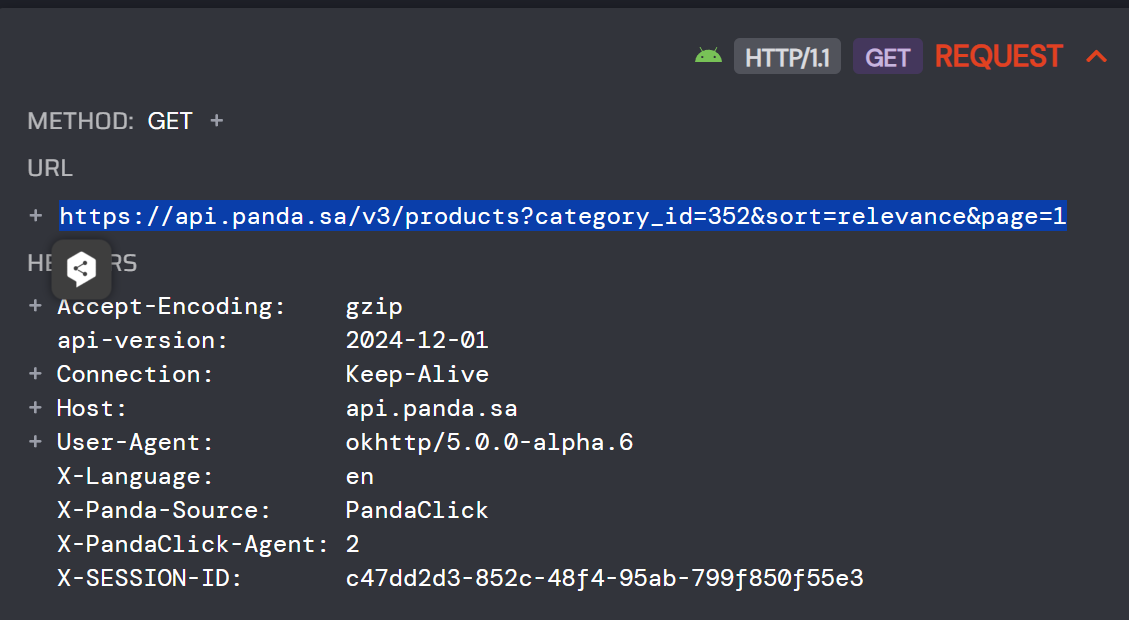 HTTP/1.1 GET REQUEST
METHOD: GET +
URL
+ https://api.panda.sa/v3/products?category_id=352&sort=relevance&page=1
+ Accept-Encoding: gzip
api-version: 2024-12-01
+ Connection: Keep-Alive
+ Host: api.panda.sa
+ User-Agent: okhttp/5.0.0-alpha.6
X-Language: en
X-Panda-Source: PandaClick
X-PandaClick-Agent: 2
X-SESSION-ID: c47dd2d3-852c-48f4-95ab-799f850f55e3